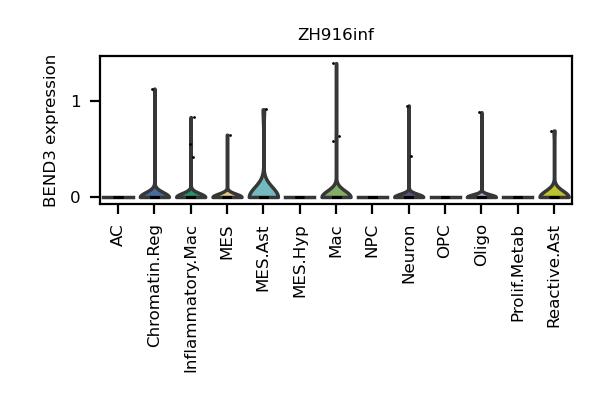 ZH916inf
BEND3 expression
1
0
AC
Chromatin.Reg
Inflammatory.Mac
MES
MES.Ast
MES.Hyp
Mac
NPC
Neuron
OPC
Oligo
Prolif.Metab
Reactive.Ast